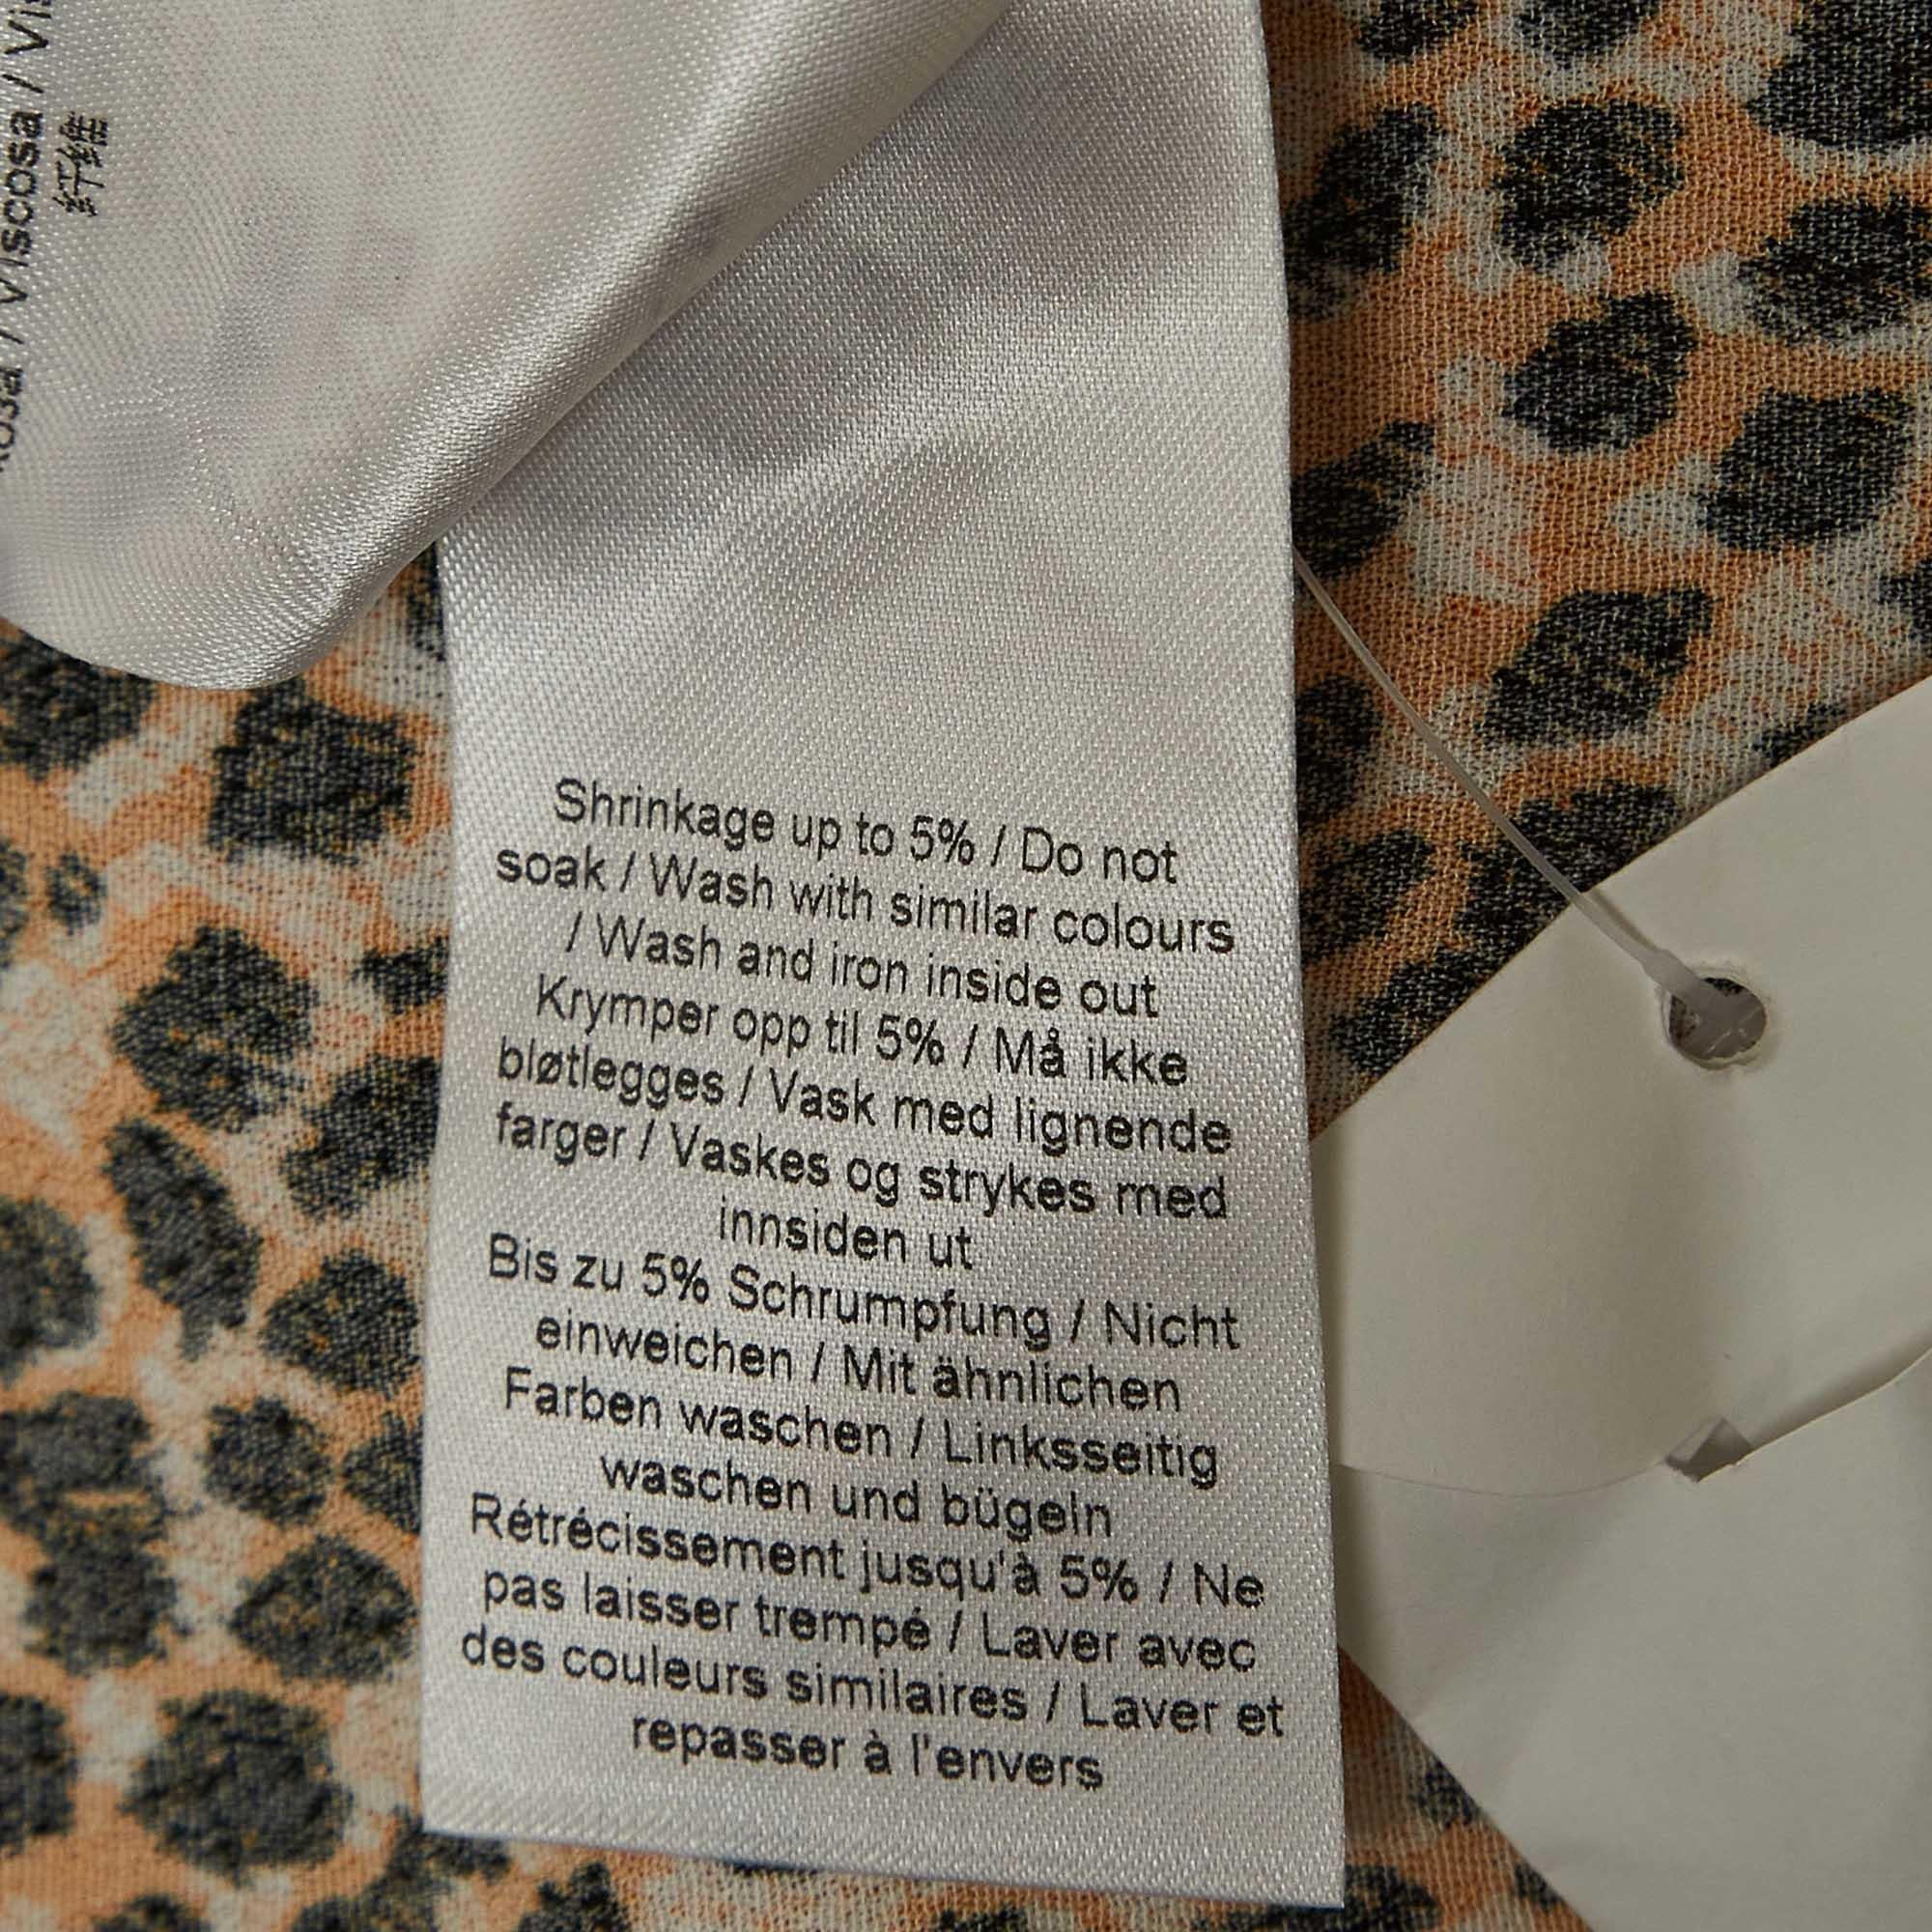 Viscosa /
纤维
Shrinkage up to 5% / Do not
soak / Wash with similar colours
/ Wash and iron inside out
Krymper opp til 5% / Må ikke
bløtlegges / Vask med lignende
farger / Vaskes og strykes med
innsiden ut
Bis zu 5% Schrumpfung / Nicht
einweichen / Mit ähnlichen
Farben waschen / Linksseitig
waschen und bügeln
Rétrécissement jusqu'à 5% / Ne
pas laisser trempé / Laver avec
des couleurs similaires / Laver et
repasser à l'envers